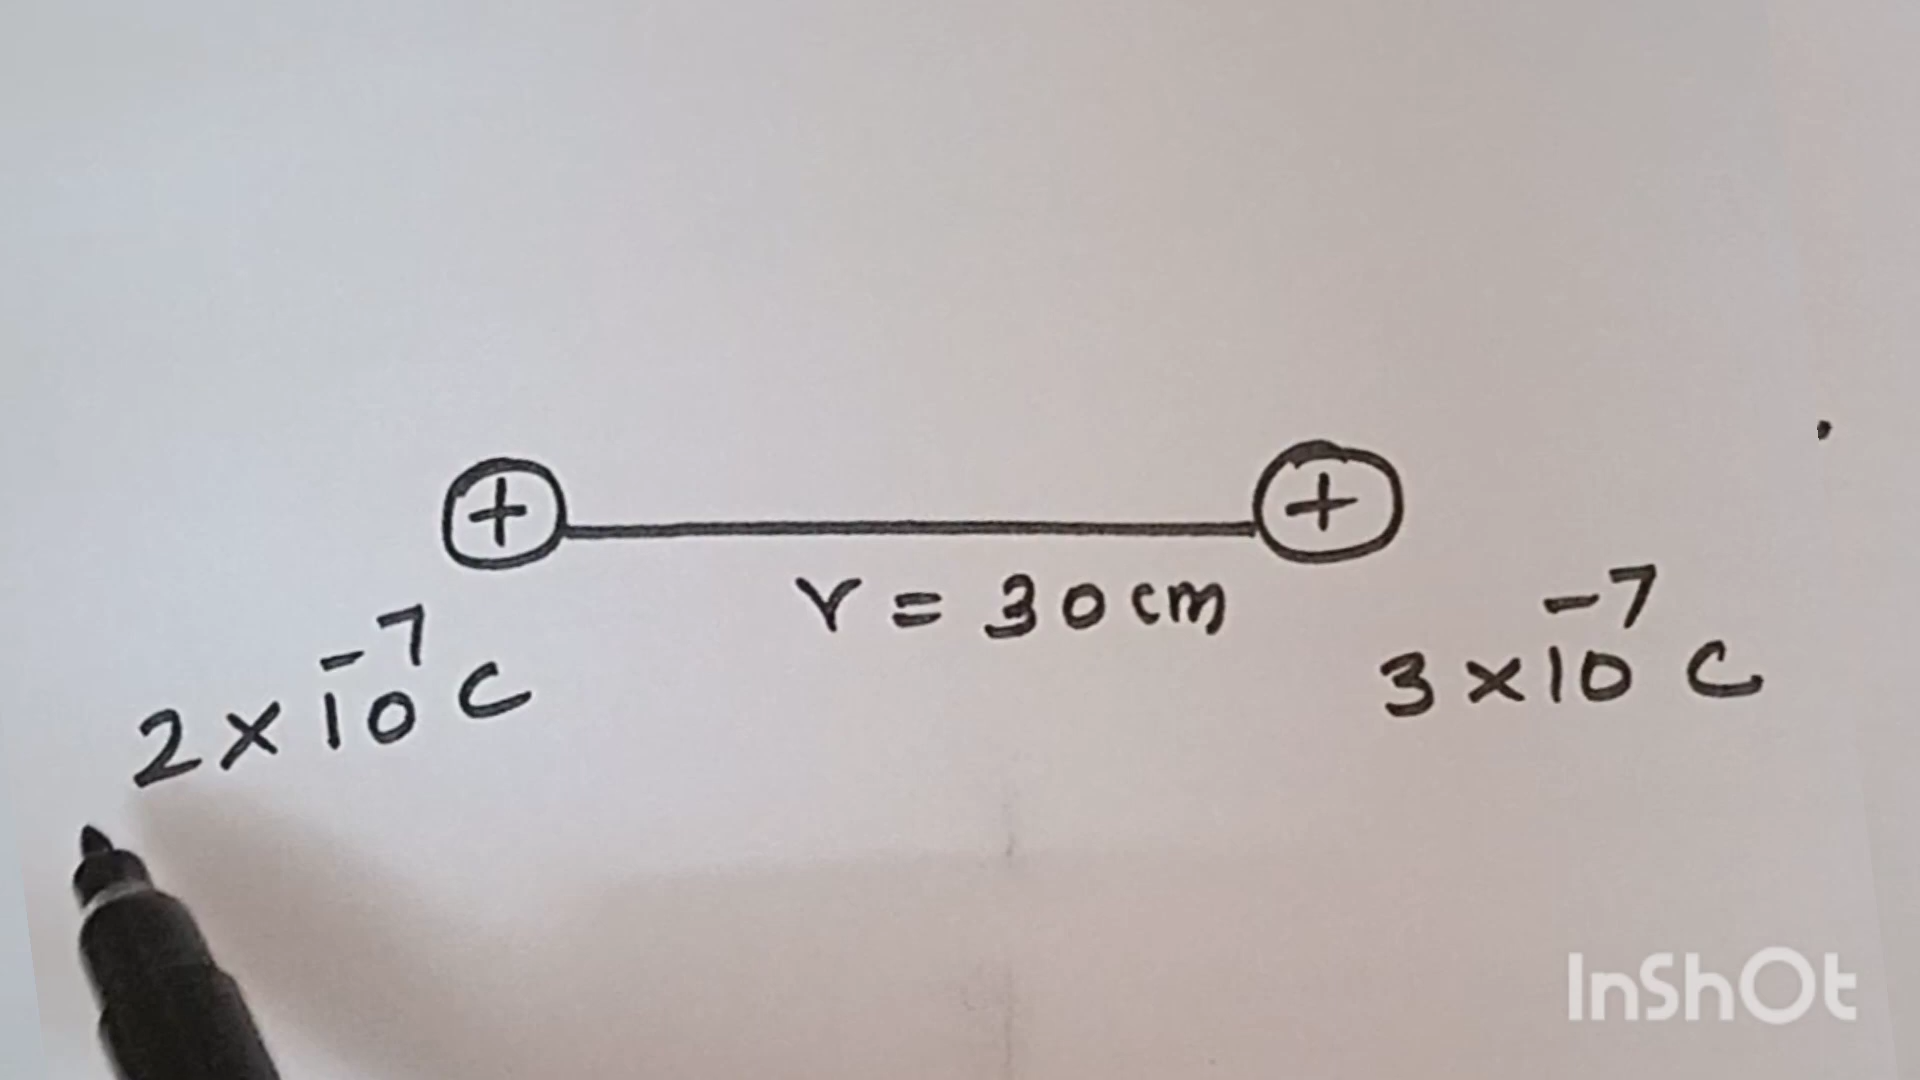 + +
r = 30 cm
2 × 10⁻⁷ C
3 × 10⁻⁷ C
InShOt